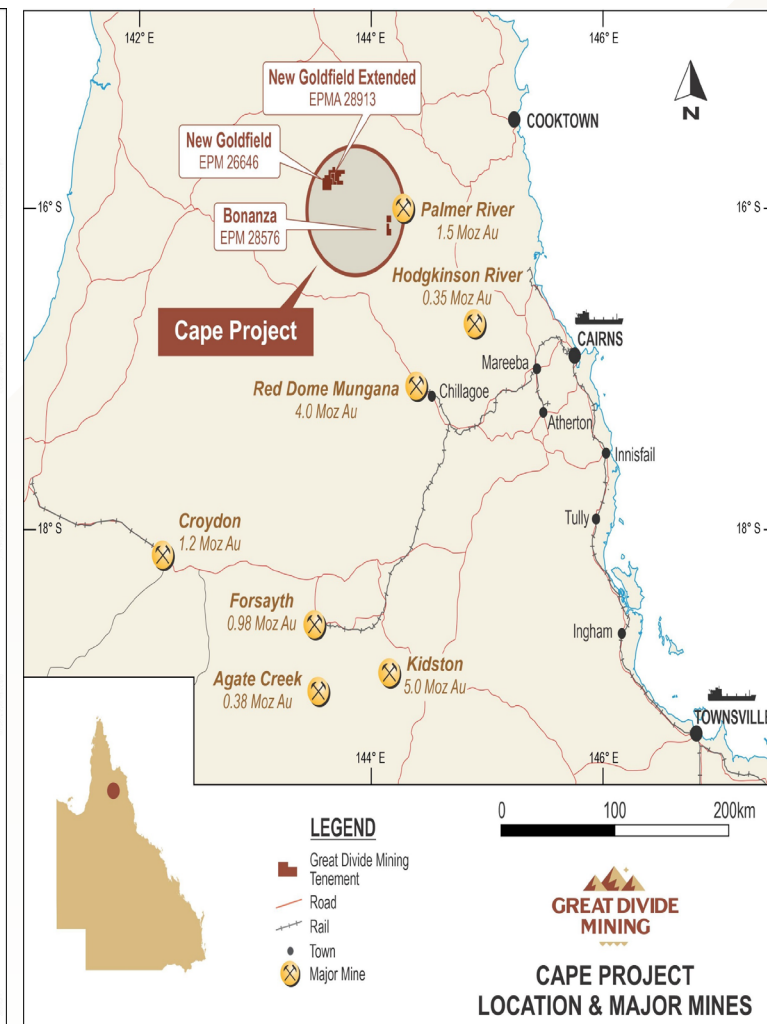 142° E
144° E
146° E
New Goldfield Extended
EPMA 28913
N
COOKTOWN
New Goldfield
EPM 26646
16° S
16° S
Palmer River
1.5 Moz Au
Bonanza
EPM 28576
Hodgkinson River
0.35 Moz Au
Cape Project
CAIRNS
Mareeba
Red Dome Mungana
4.0 Moz Au
Chillagoe
Atherton
Innisfail
Croydon
1.2 Moz Au
Tully
18° S
18° S
Forsayth
0.98 Moz Au
Ingham
Kidston
5.0 Moz Au
Agate Creek
0.38 Moz Au
TOWNSVILLE
144° E
146° E
0 100 200km
LEGEND
Great Divide Mining
Tenement
Road
Rail
Town
Major Mine
GREAT DIVIDE
MINING
CAPE PROJECT
LOCATION & MAJOR MINES